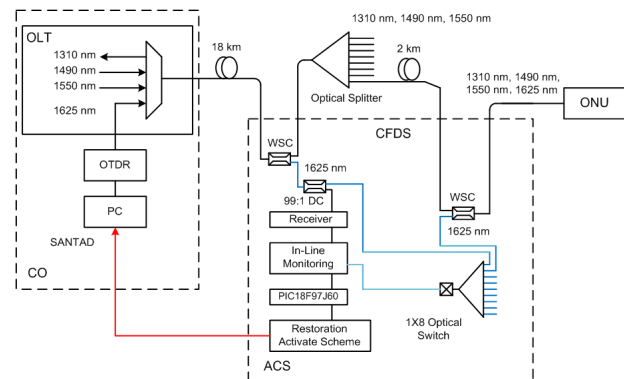 OLT
1310 nm
1490 nm
1550 nm
1625 nm
OTDR
PC
SANTAD
CO
18 km
1310 nm, 1490 nm, 1550 nm
Optical Splitter
2 km
1310 nm, 1490 nm,
1550 nm, 1625 nm
ONU
CFDS
WSC
1625 nm
99:1 DC
Receiver
In-Line
Monitoring
PIC18F97J60
Restoration
Activate Scheme
ACS
WSC
1625 nm
1X8 Optical
Switch